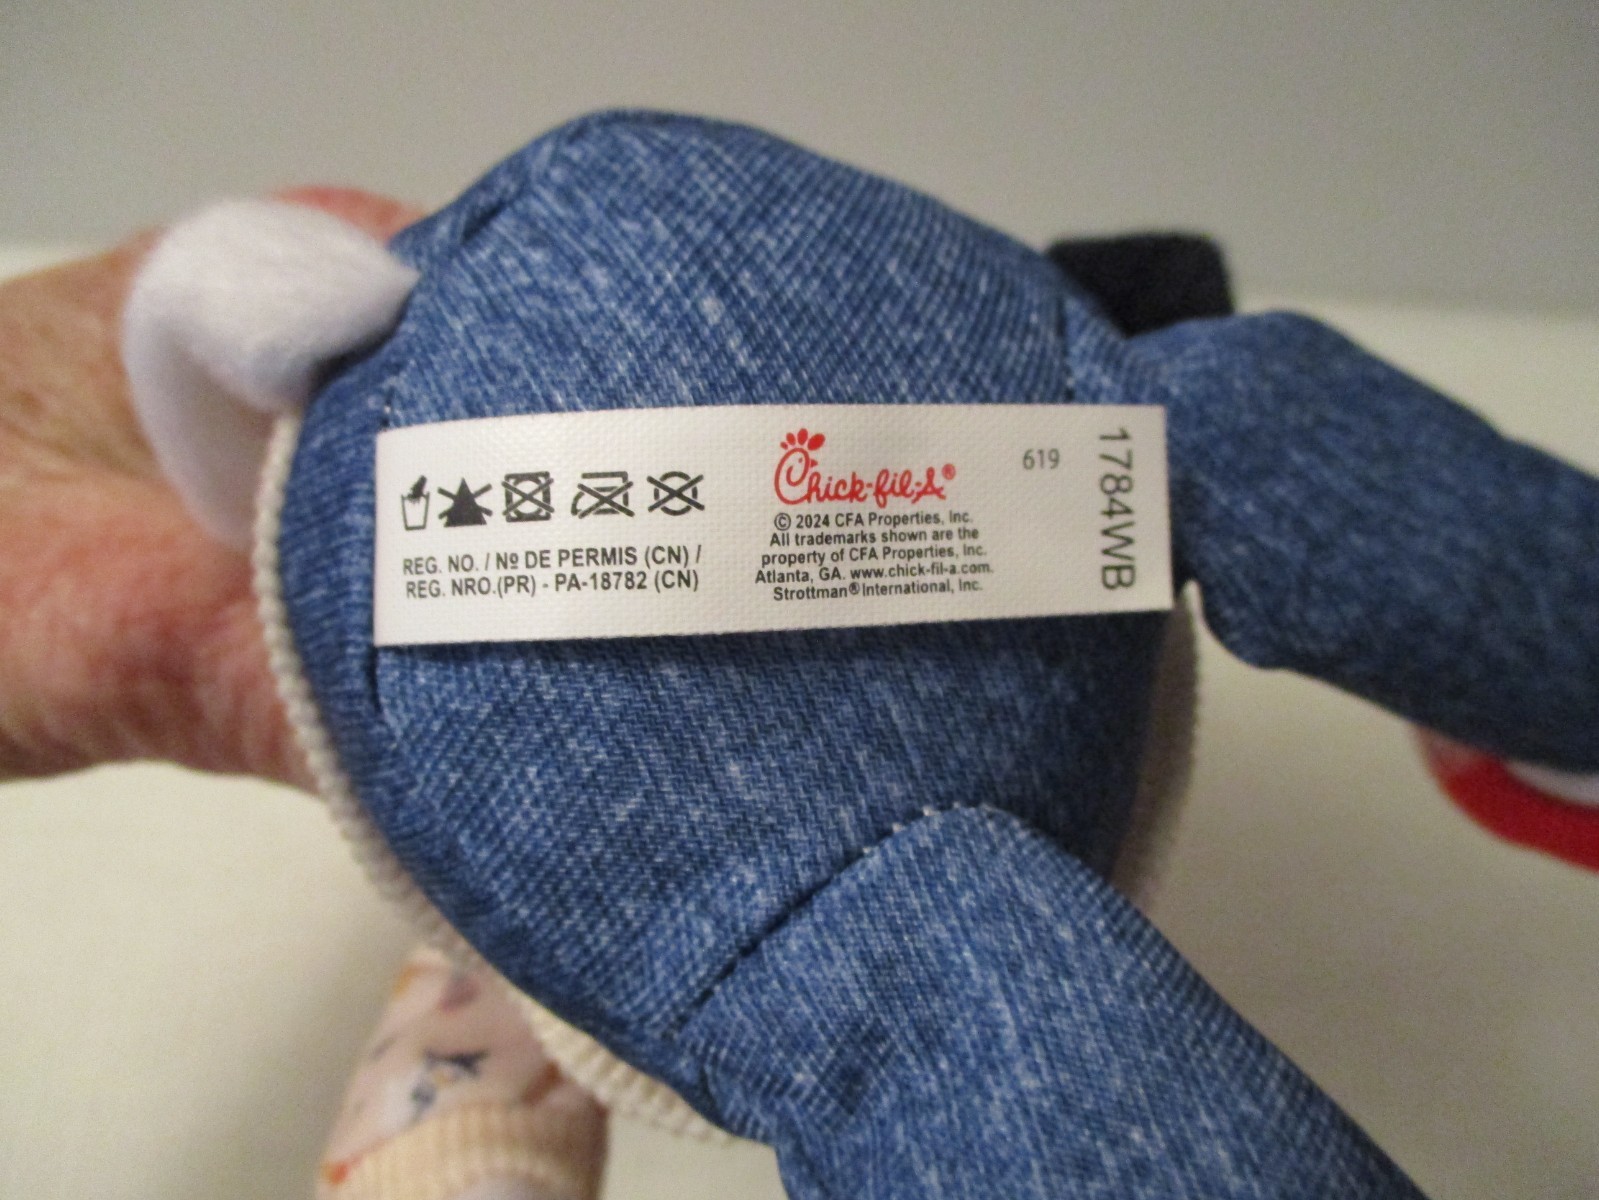 REG. NO. / Nº DE PERMIS (CN) /
REG. NRO.(PR) - PA-18782 (CN)
Chick-fil-A®
© 2024 CFA Properties, Inc.
All trademarks shown are the
property of CFA Properties, Inc.
Atlanta, GA. www.chick-fil-a.com.
Strottman® International, Inc.
619
1784WB